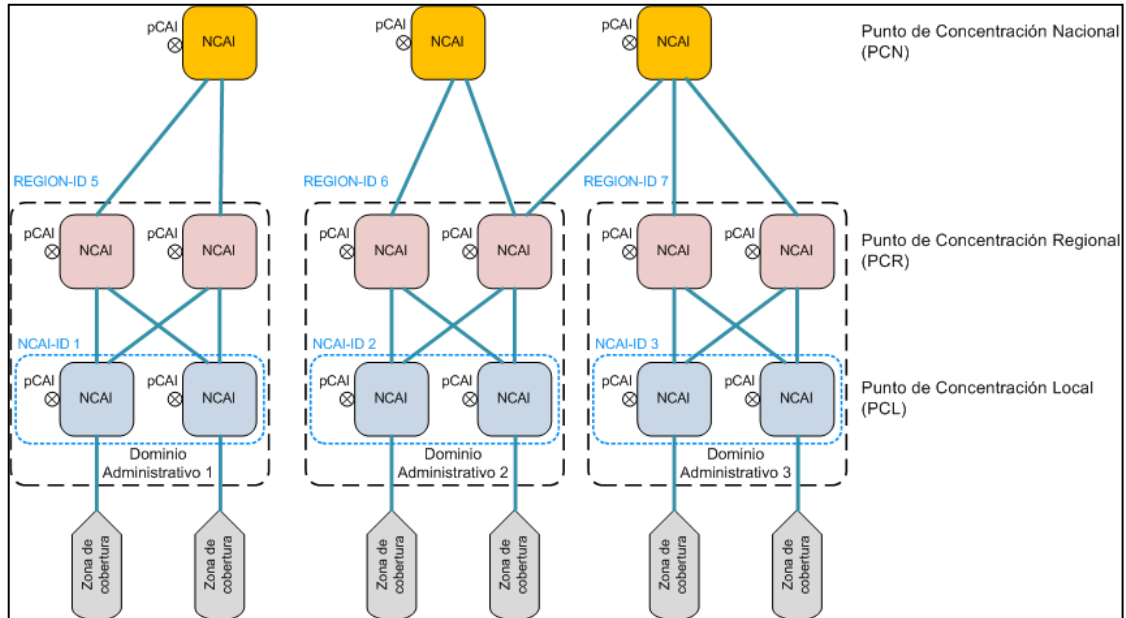 pCAI NCAI pCAI NCAI pCAI NCAI
Punto de Concentración Nacional
(PCN)
REGION-ID 5 REGION-ID 6 REGION-ID 7
pCAI NCAI pCAI NCAI pCAI NCAI pCAI NCAI pCAI NCAI pCAI NCAI
Punto de Concentración Regional
(PCR)
NCAI-ID 1 NCAI-ID 2 NCAI-ID 3
pCAI NCAI pCAI NCAI pCAI NCAI pCAI NCAI pCAI NCAI pCAI NCAI
Punto de Concentración Local
(PCL)
Dominio
Administrativo 1
Dominio
Administrativo 2
Dominio
Administrativo 3
Zona de
cobertura
Zona de
cobertura
Zona de
cobertura
Zona de
cobertura
Zona de
cobertura
Zona de
cobertura